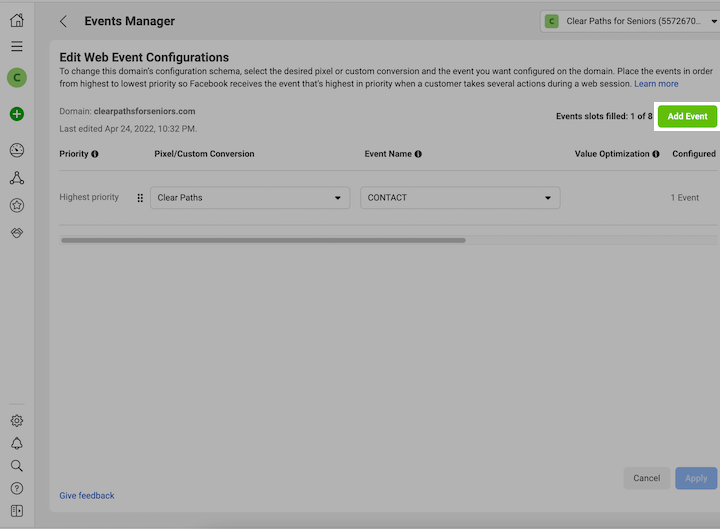 Events Manager
C Clear Paths for Seniors (5572670...
C
Edit Web Event Configurations
To change this domain's configuration schema, select the desired pixel or custom conversion and the event you want configured on the domain. Place the events in order
from highest to lowest priority so Facebook receives the event that's highest in priority when a customer takes several actions during a web session. Learn more
Domain: clearpathsforseniors.com
Last edited Apr 24, 2022, 10:32 PM.
Events slots filled: 1 of 8 Add Event
Priority Pixel/Custom Conversion Event Name Value Optimization Configured
Highest priority Clear Paths CONTACT 1 Event
Cancel Apply
Give feedback